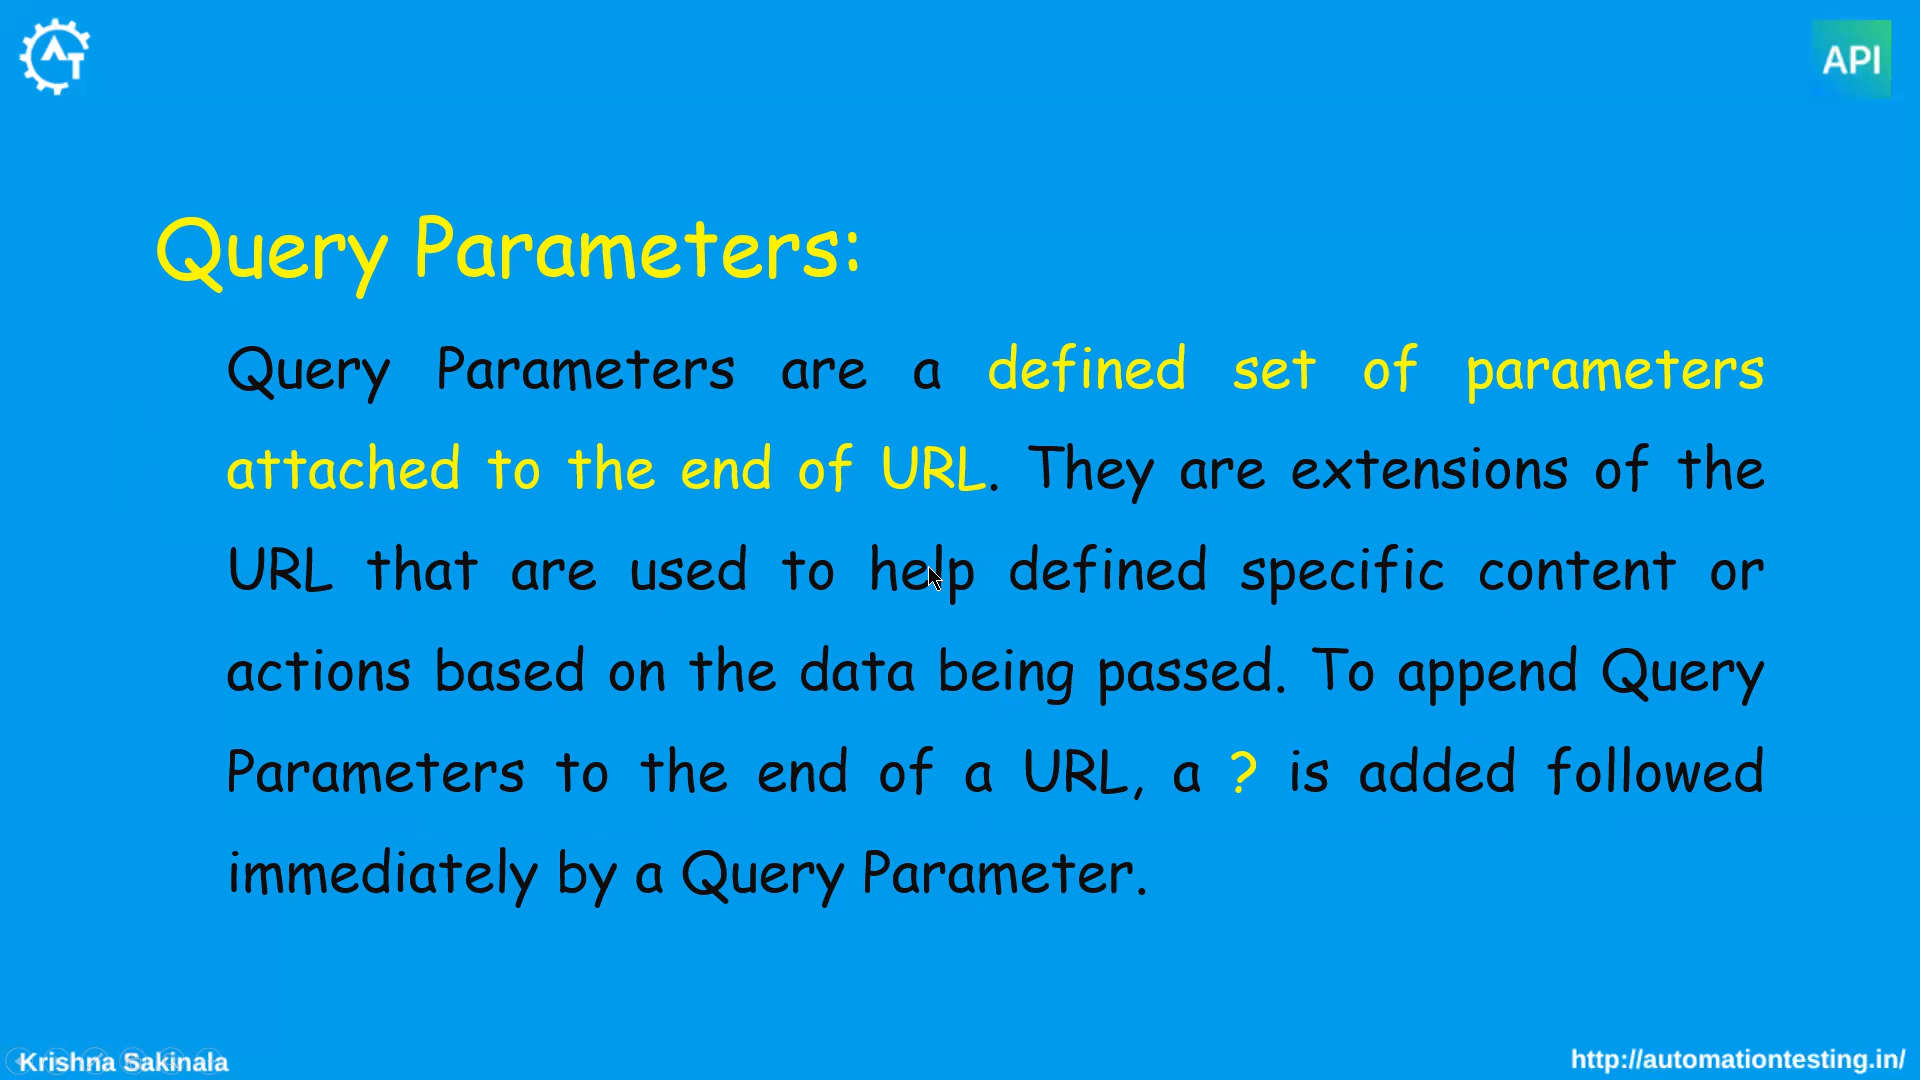 AT
API
Query Parameters:
Query Parameters are a defined set of parameters
attached to the end of URL. They are extensions of the
URL that are used to help defined specific content or
actions based on the data being passed. To append Query
Parameters to the end of a URL, a ? is added followed
immediately by a Query Parameter.
Krishna Sakinala
http://automationtesting.in/